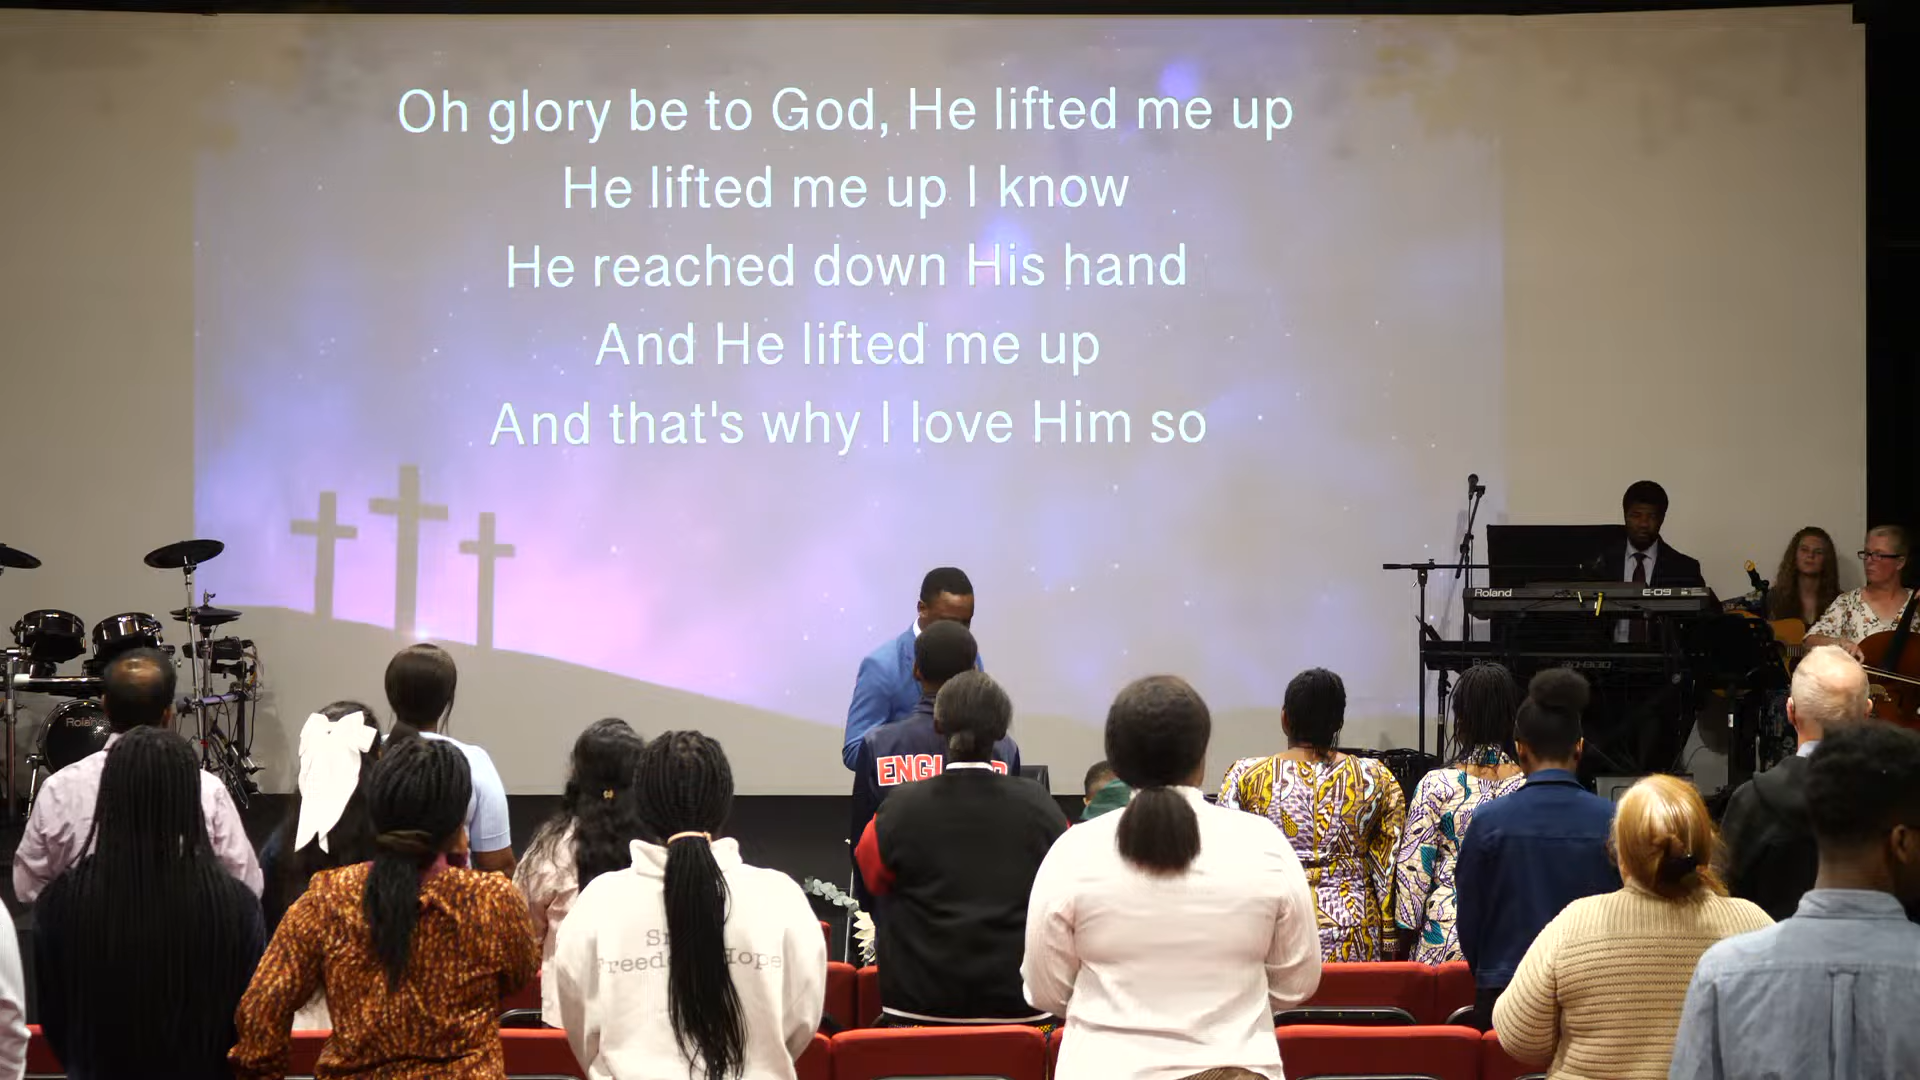 Oh glory be to God, He lifted me up
He lifted me up I know
He reached down His hand
And He lifted me up
And that's why I love Him so
Roland
E-09
Roland